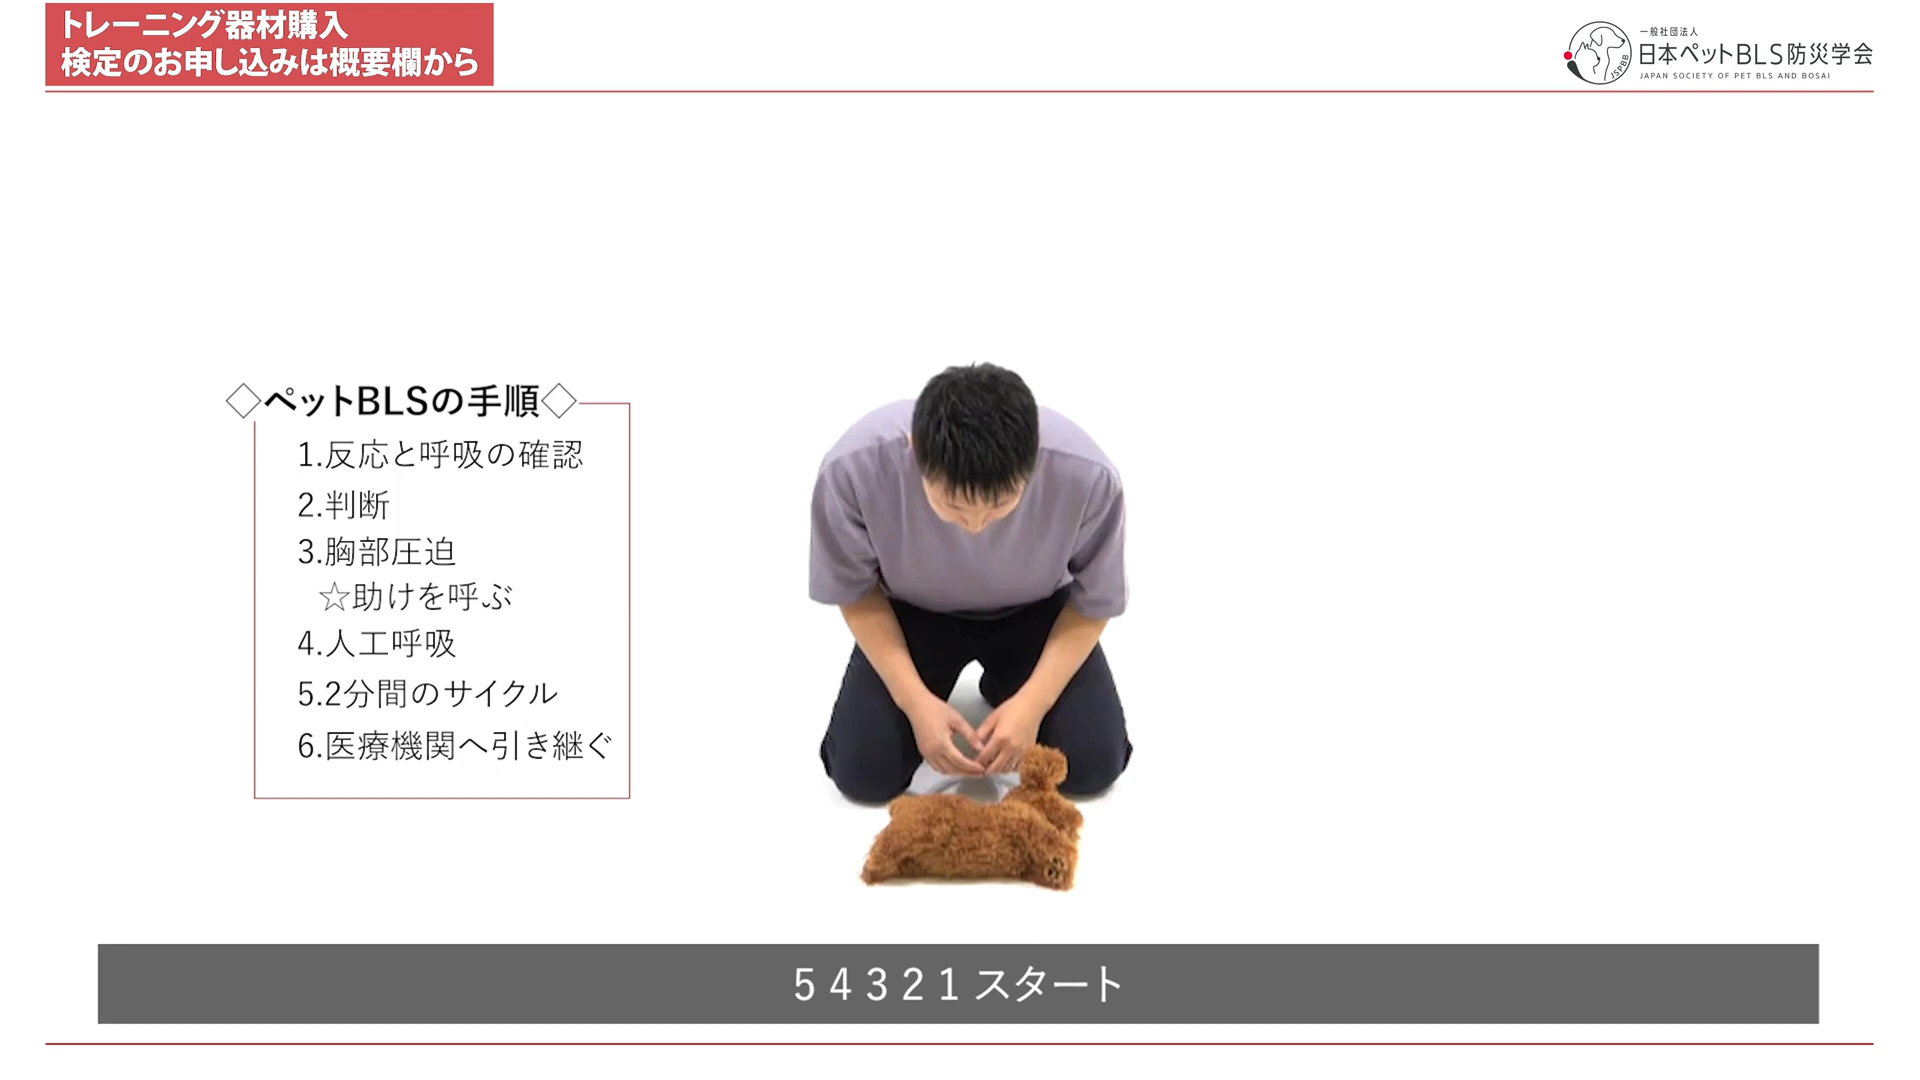 トレーニング器材購入
検定のお申し込みは概要欄から
一般社団法人
日本ペットBLS防災学会
JAPAN SOCIETY OF PET BLS AND BOSAI
JSPBB
◇ペットBLSの手順◇
1.反応と呼吸の確認
2.判断
3.胸部圧迫
☆助けを呼ぶ
4.人工呼吸
5.2分間のサイクル
6.医療機関へ引き継ぐ
5 4 3 2 1 スタート